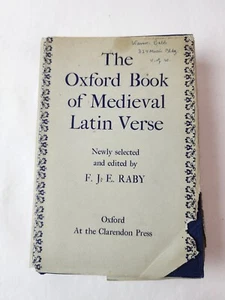 The
Oxford Book
of Medieval
Latin Verse
Newly selected
and edited by
F. J. E. RABY
Oxford
At the Clarendon Press